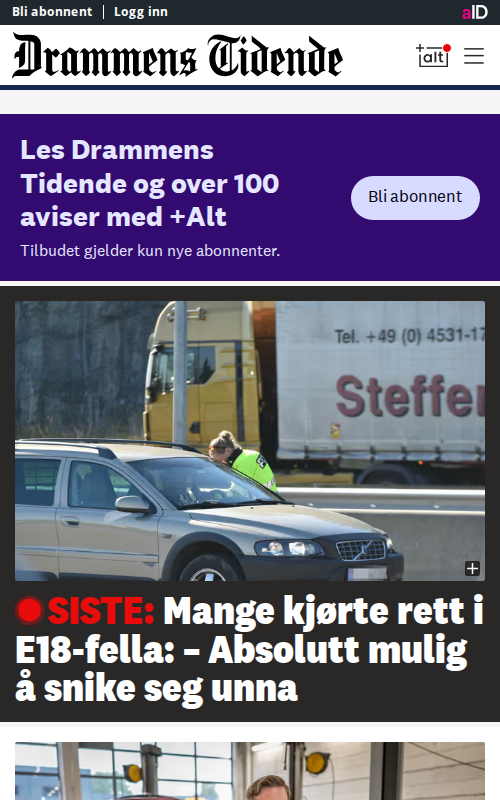 Bli abonnent | Logg inn
aID
Drammens Tidende
+alt
Les Drammens
Tidende og over 100
aviser med +Alt
Bli abonnent
Tilbudet gjelder kun nye abonnenter.
Tel. +49 (0) 4531-17
Steffen
SISTE: Mange kjørte rett i
E18-fella: – Absolutt mulig
å snike seg unna